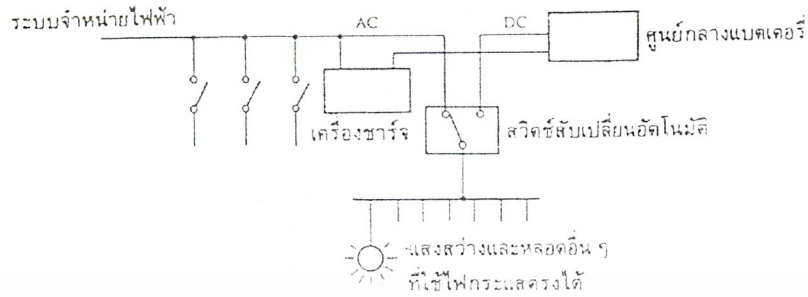 ระบบจำหน่ายไฟฟ้า
AC
DC
ศูนย์กลางแบตเตอรี่
เครื่องชาร์จ
สวิตช์สับเปลี่ยนอัตโนมัติ
แสงสว่างและหลอดอื่น ๆ
ที่ใช้ไฟกระแสตรงได้